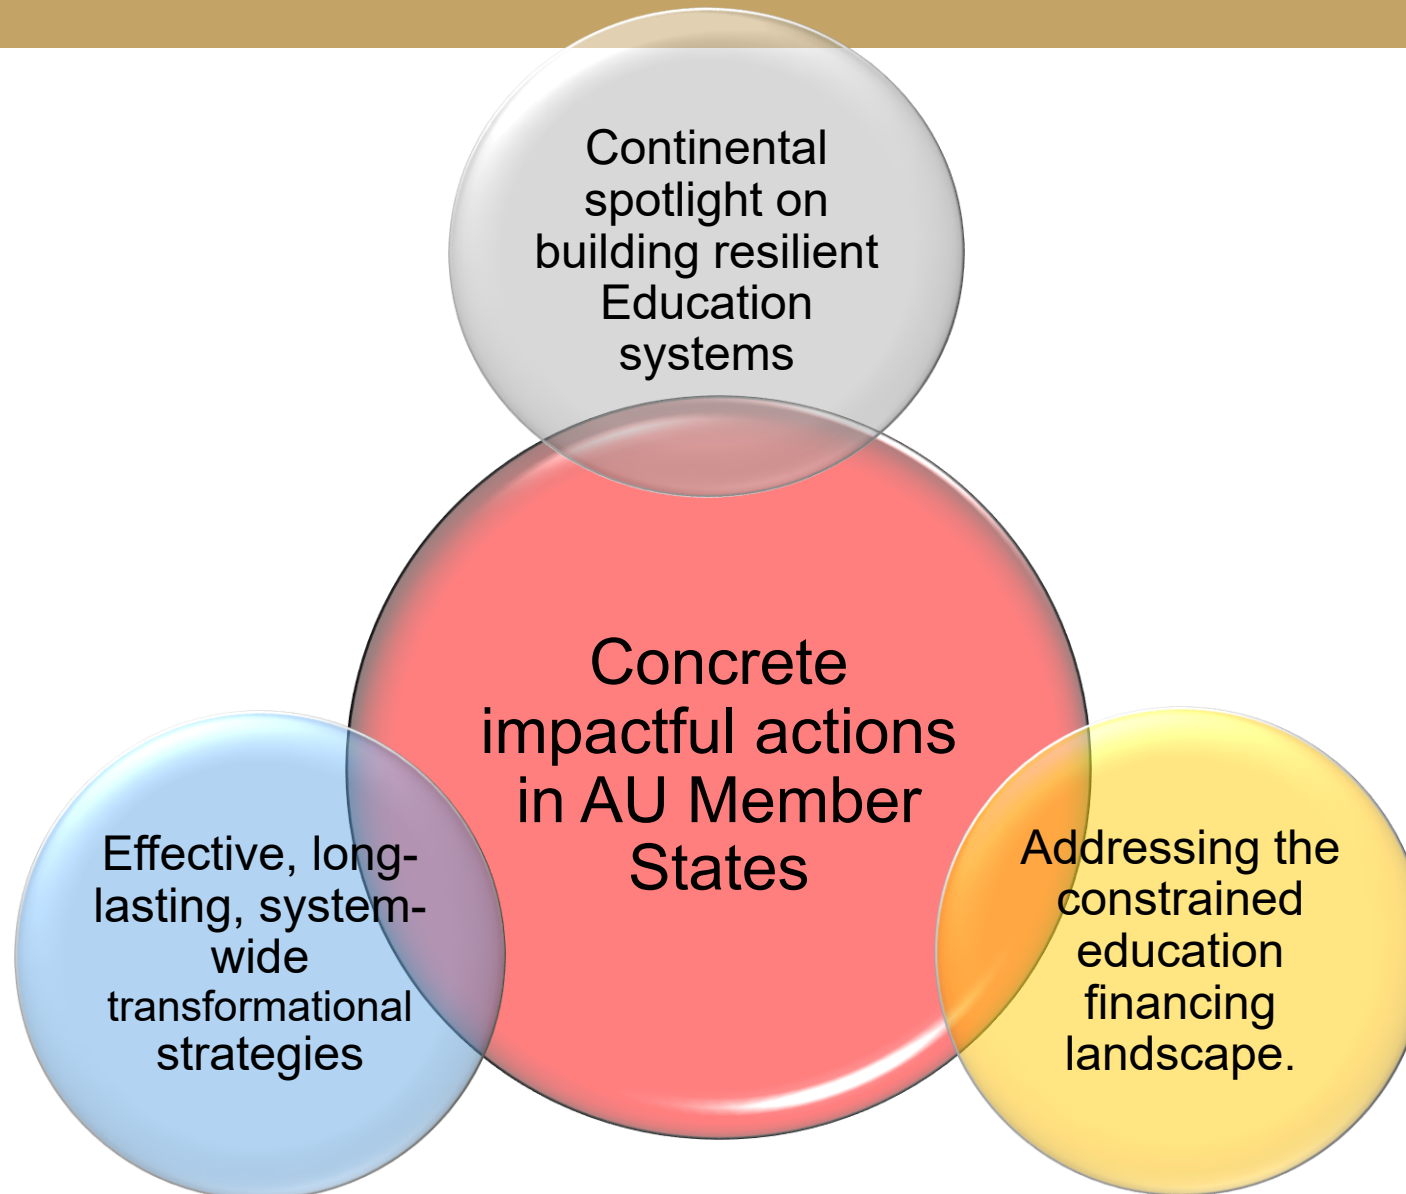 Continental
spotlight on
building resilient
Education
systems
Concrete
impactful actions
in AU Member
States
Effective, long-
lasting, system-
wide
transformational
strategies
Addressing the
constrained
education
financing
landscape.